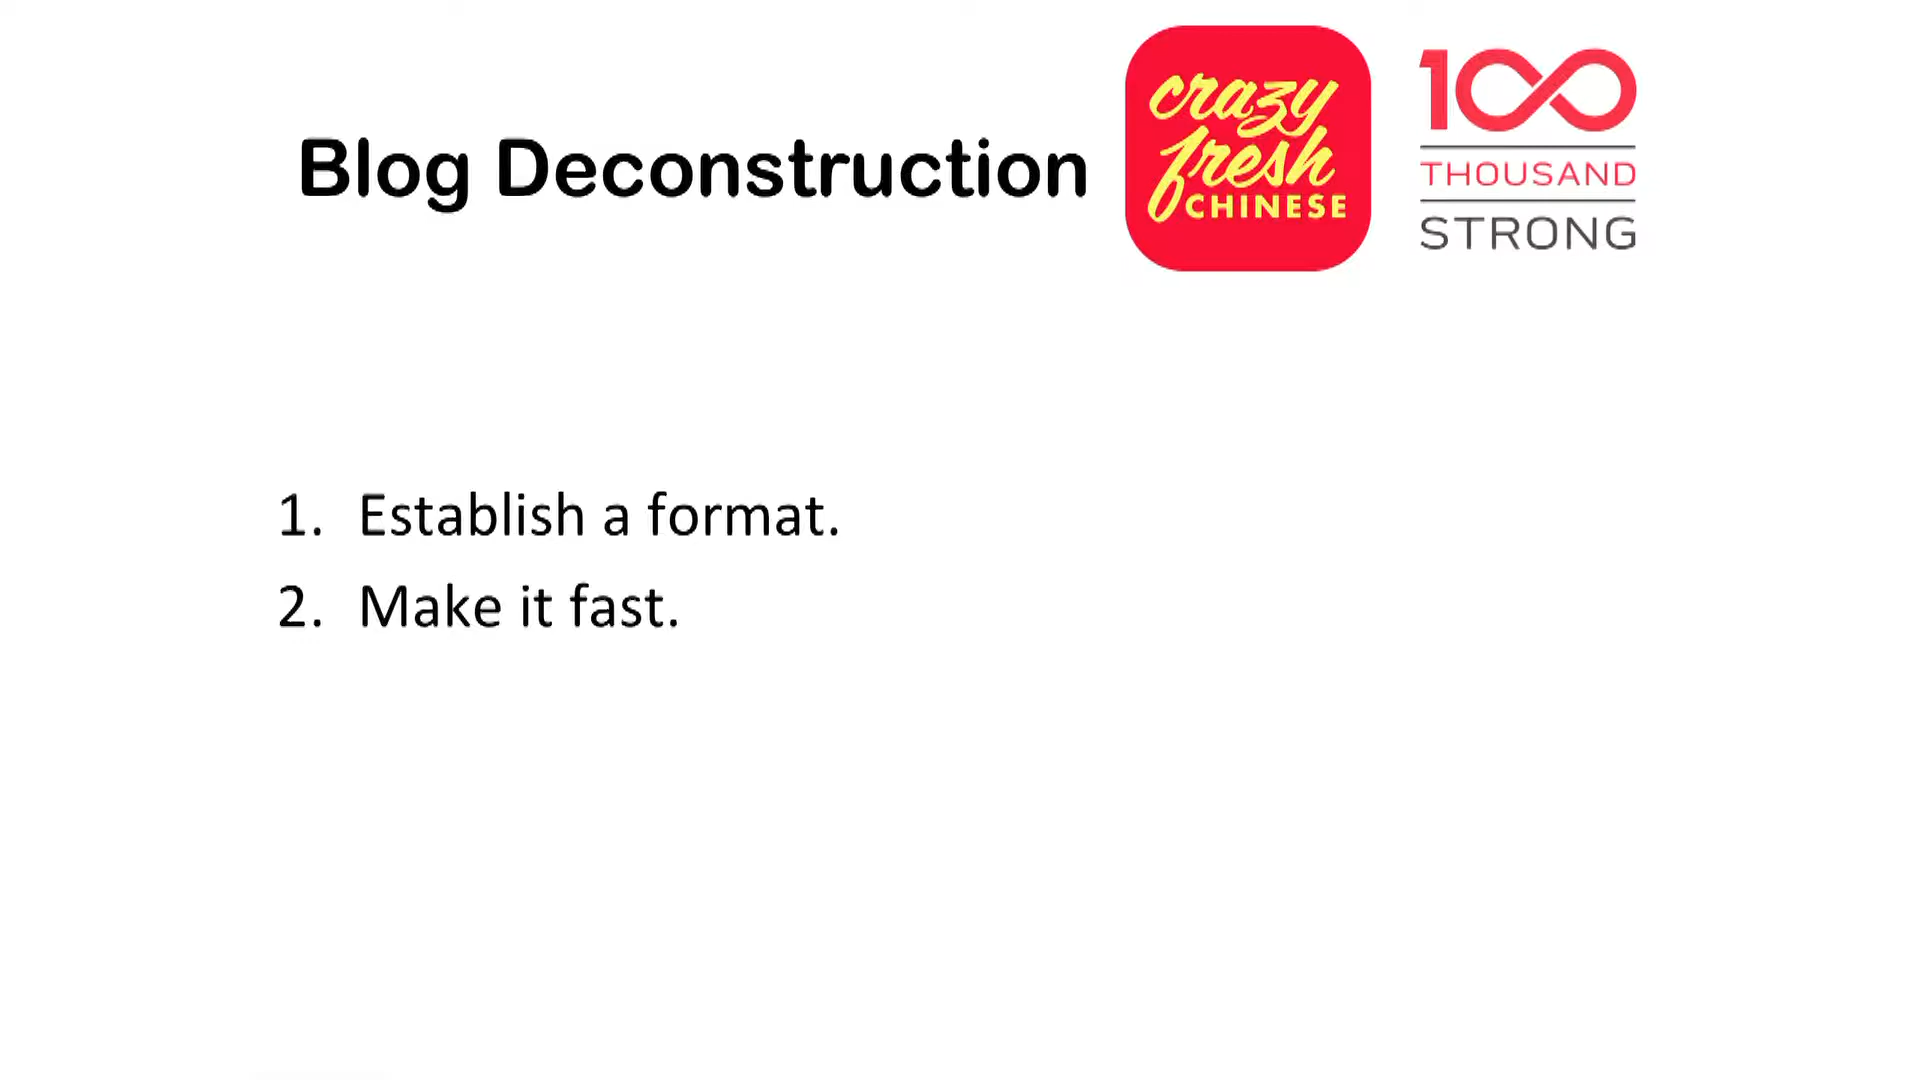 Blog Deconstruction
crazy
fresh
CHINESE
100
THOUSAND
STRONG
1. Establish a format.
2. Make it fast.